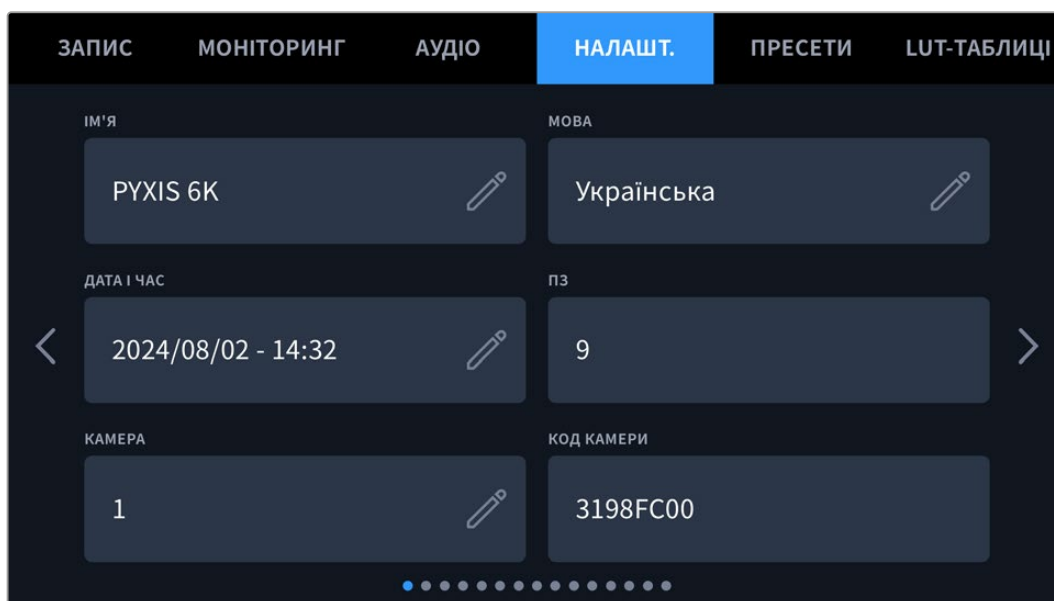 ЗАПИС МОНІТОРИНГ АУДІО НАЛАШТ. ПРЕСЕТИ LUT-ТАБЛИЦІ
ІМ'Я МОВА
PYXIS 6K Українська
ДАТА І ЧАС ПЗ
2024/08/02 - 14:32 9
КАМЕРА КОД КАМЕРИ
1 3198FC00